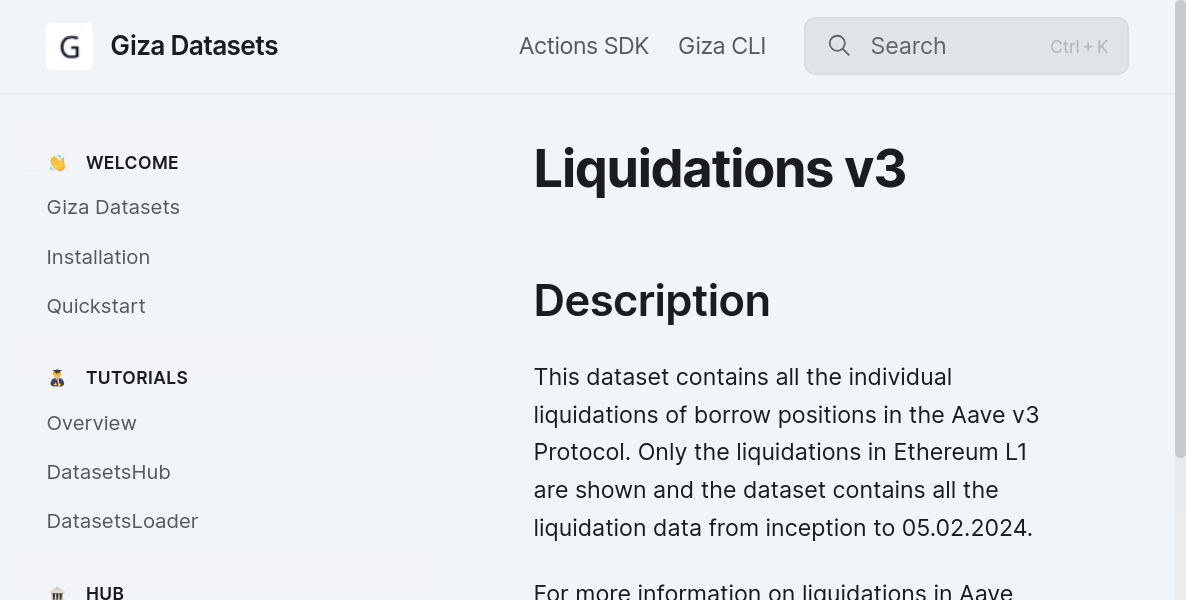 G Giza Datasets
Actions SDK Giza CLI Search Ctrl + K
WELCOME
Giza Datasets
Installation
Quickstart
TUTORIALS
Overview
DatasetsHub
DatasetsLoader
HUB
Liquidations v3
Description
This dataset contains all the individual
liquidations of borrow positions in the Aave v3
Protocol. Only the liquidations in Ethereum L1
are shown and the dataset contains all the
liquidation data from inception to 05.02.2024.
For more information on liquidations in Aave